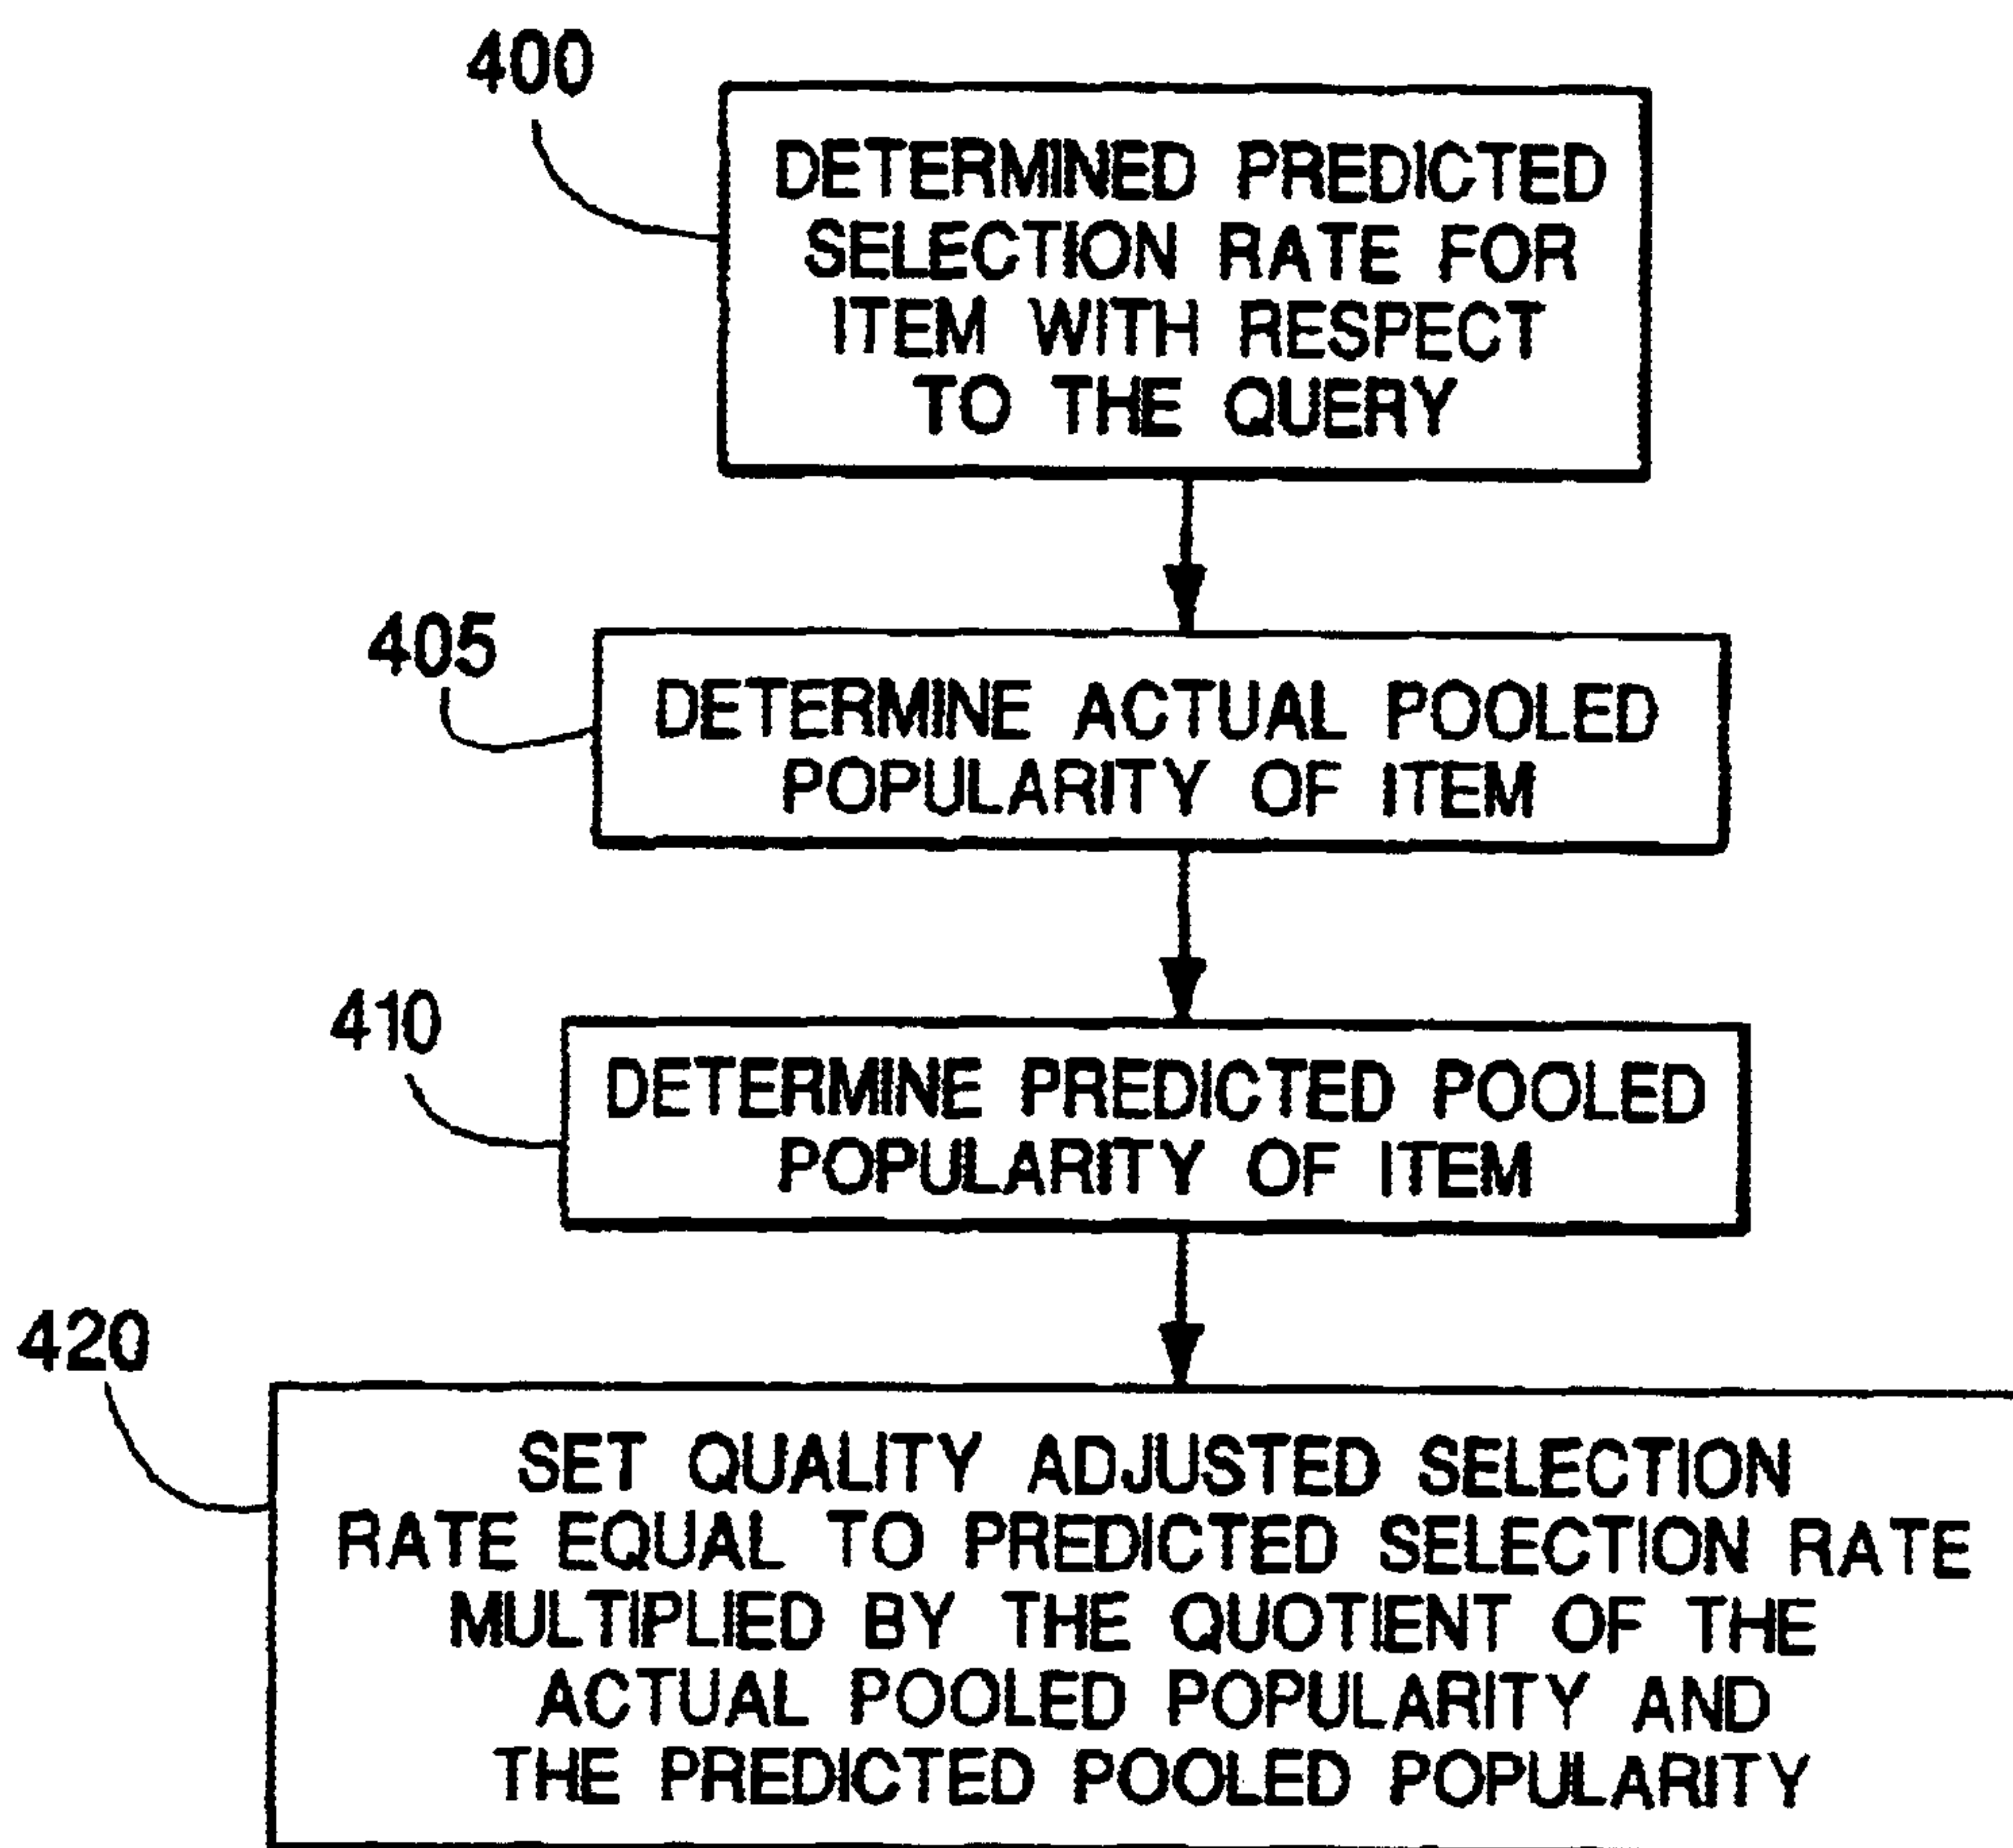 400
DETERMINED PREDICTED
SELECTION RATE FOR
ITEM WITH RESPECT
TO THE QUERY
405
DETERMINE ACTUAL POOLED
POPULARITY OF ITEM
410
DETERMINE PREDICTED POOLED
POPULARITY OF ITEM
420
SET QUALITY ADJUSTED SELECTION
RATE EQUAL TO PREDICTED SELECTION RATE
MULTIPLIED BY THE QUOTIENT OF THE
ACTUAL POOLED POPULARITY AND
THE PREDICTED POOLED POPULARITY